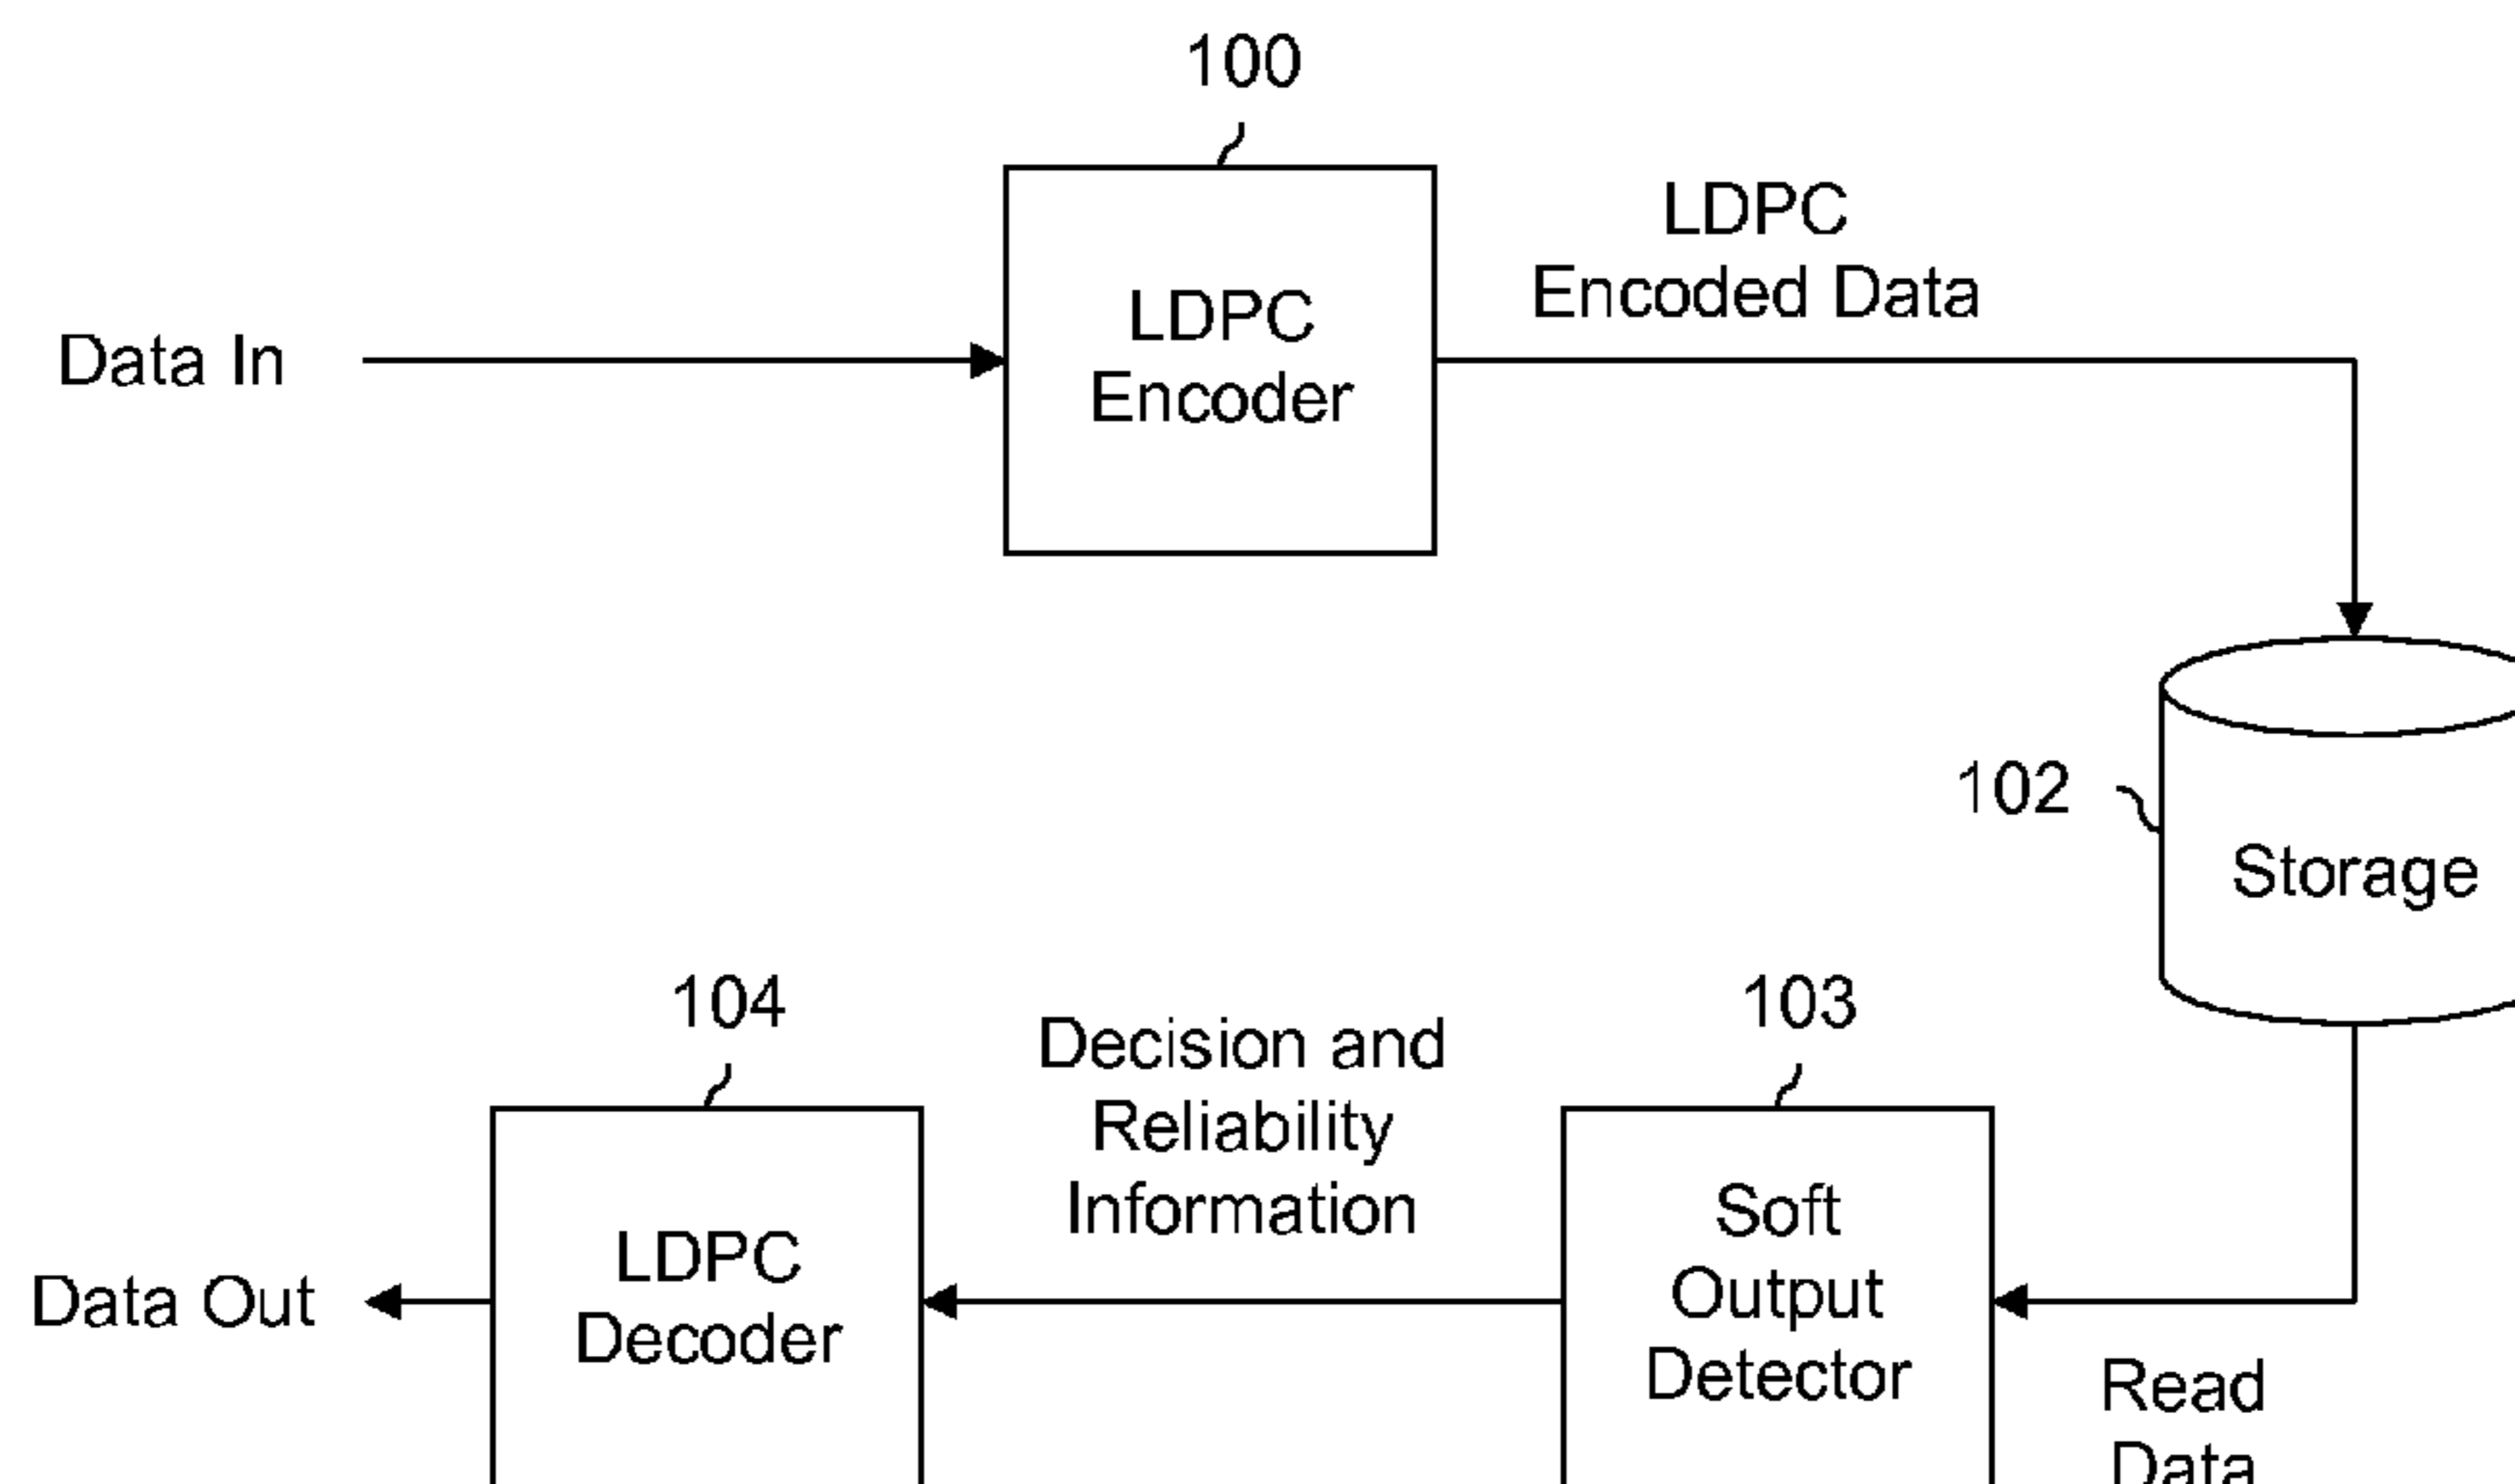 100
LDPC
Encoded Data
LDPC
Encoder
Data In
102
Storage
104
103
Decision and
Reliability
Information
Soft
Output
Detector
LDPC
Decoder
Data Out
Read
Data